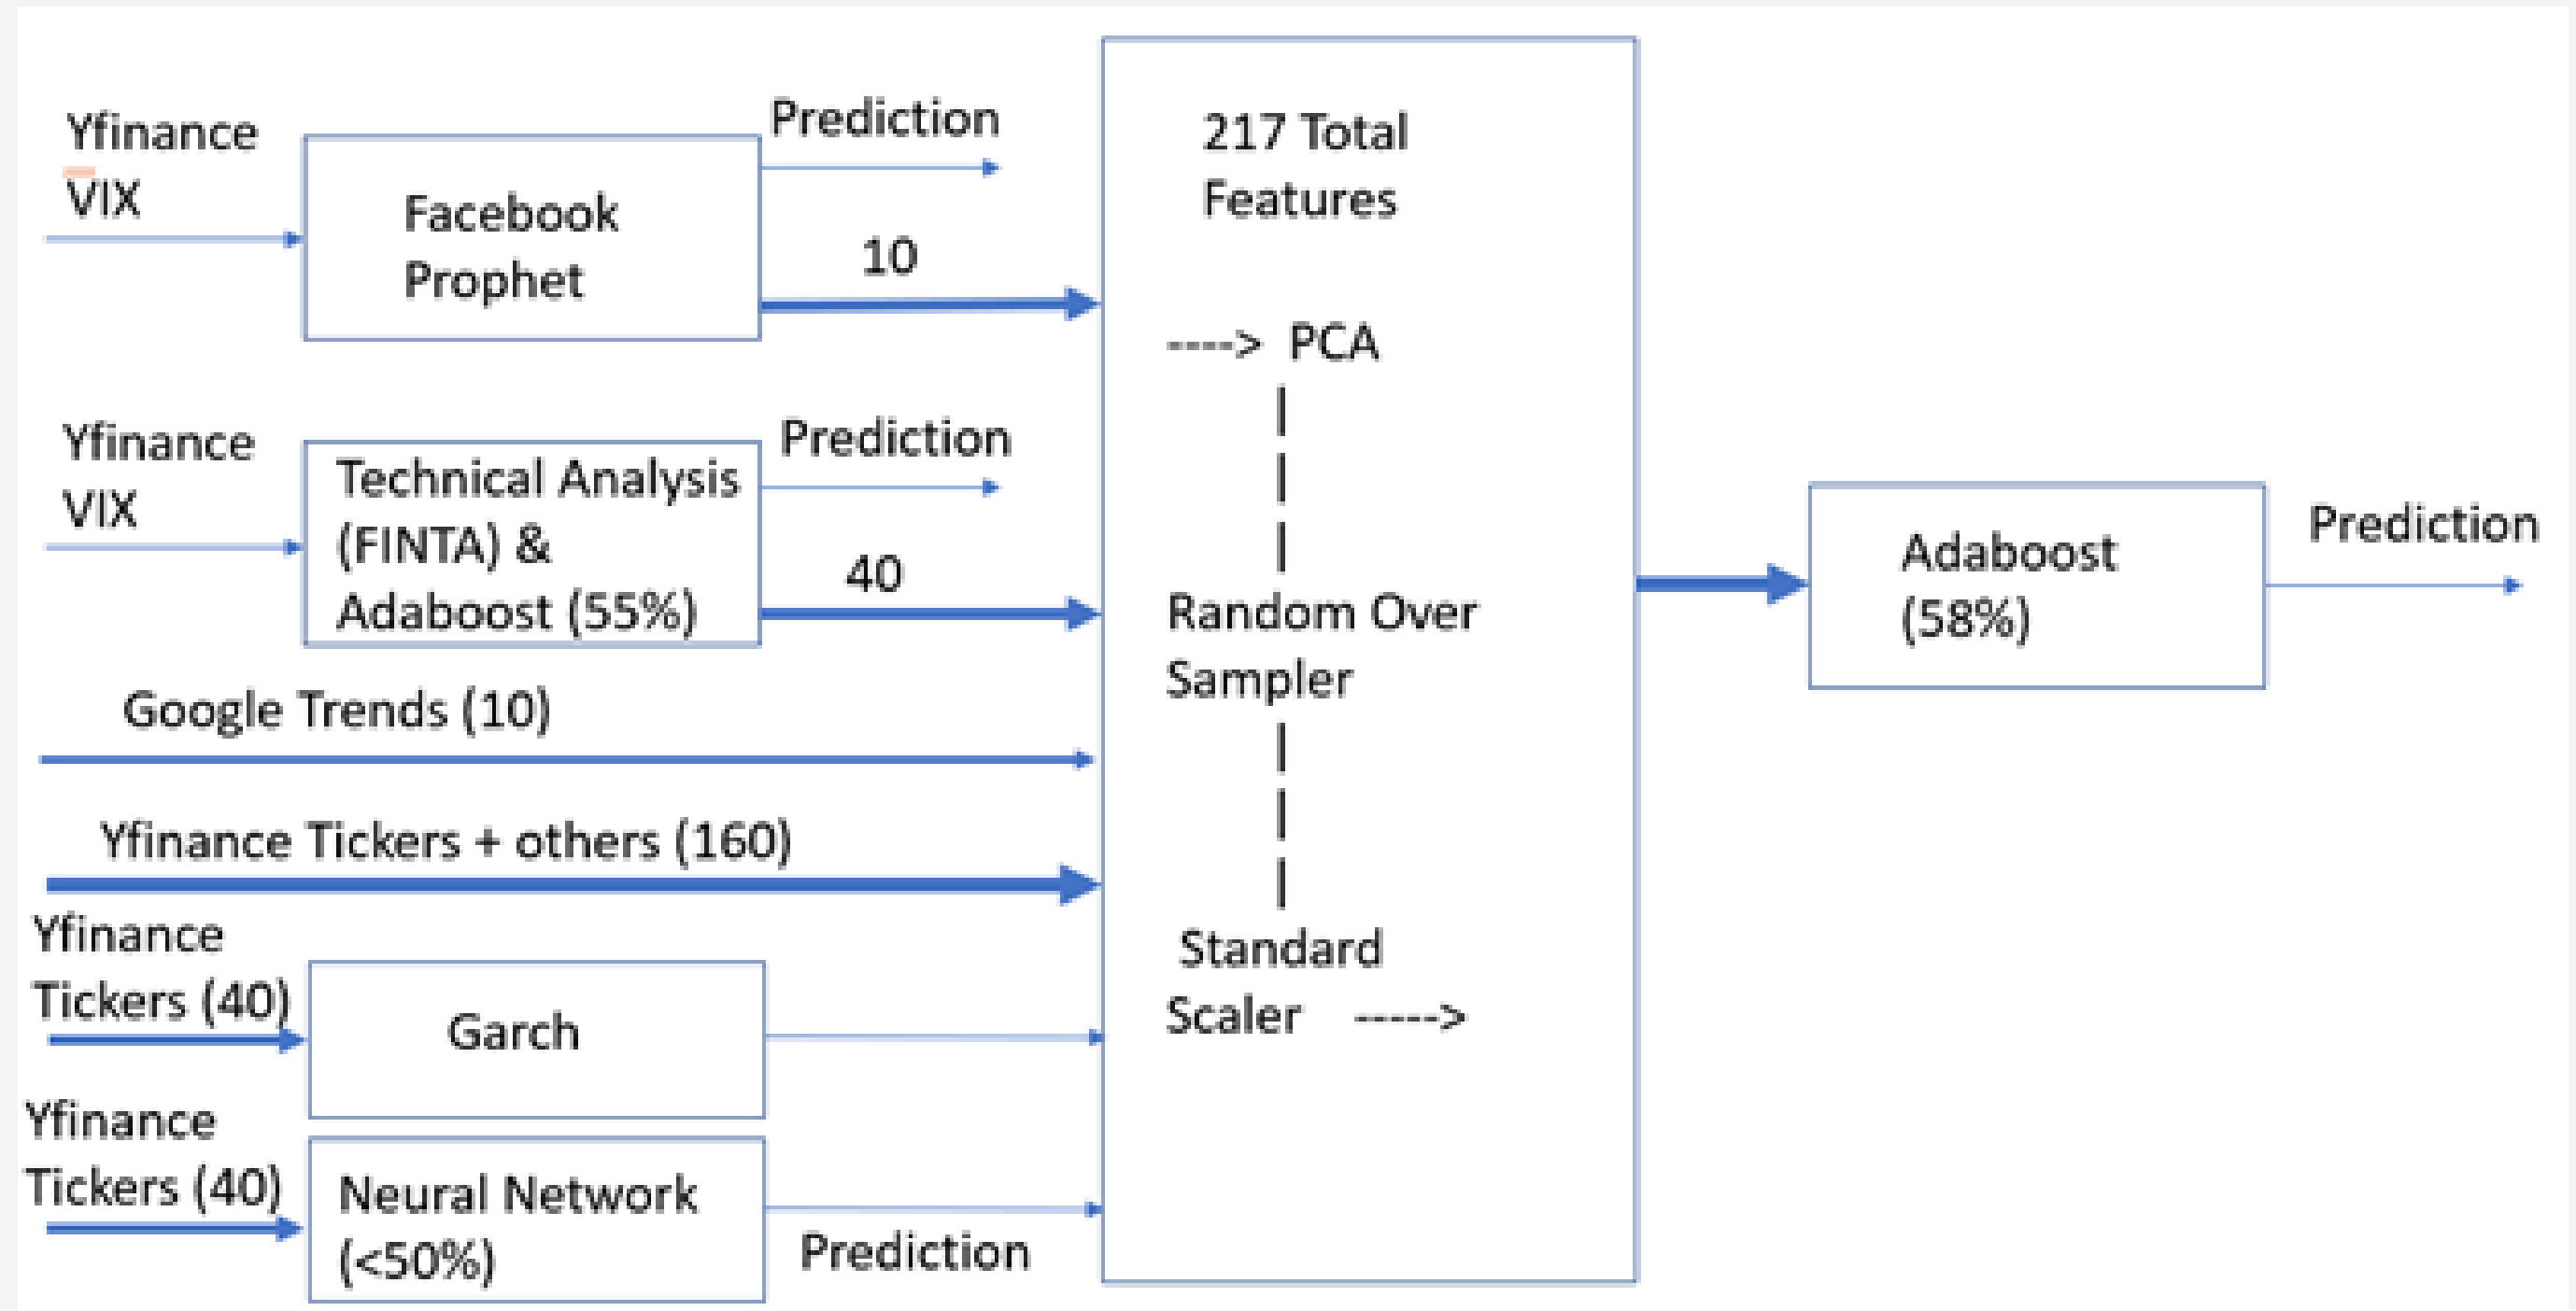 Yfinance
VIX
Facebook
Prophet
Prediction
10
Yfinance
VIX
Technical Analysis
(FINTA) &
Adaboost (55%)
Prediction
40
Google Trends (10)
Yfinance Tickers + others (160)
Yfinance
Tickers (40)
Garch
Yfinance
Tickers (40)
Neural Network
(<50%)
Prediction
217 Total
Features
----> PCA
Random Over
Sampler
Standard
Scaler ----->
Adaboost
(58%)
Prediction